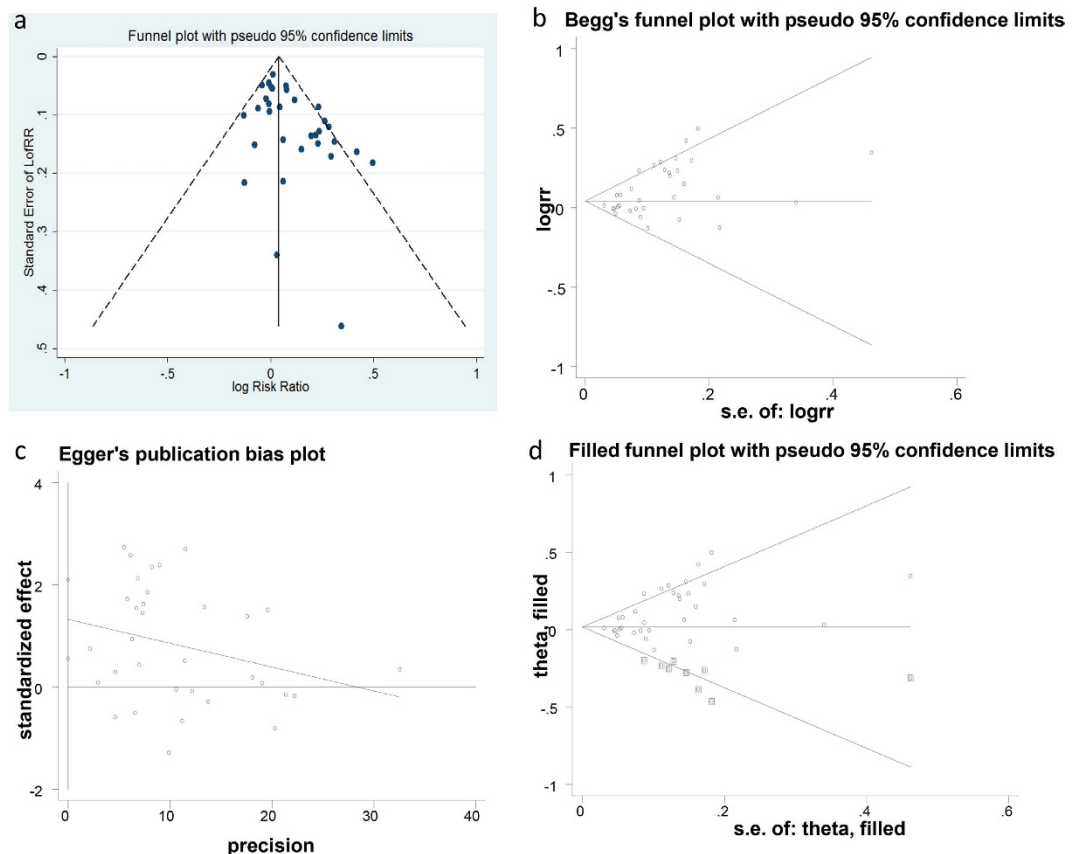 a
Funnel plot with pseudo 95% confidence limits
Standard Error of LofRR
0
.1
.2
.3
.4
.5
-1
-.5
0
.5
1
log Risk Ratio
b
Begg's funnel plot with pseudo 95% confidence limits
logrr
1
.5
0
-.5
-1
0
.2
.4
.6
s.e. of: logrr
c
Egger's publication bias plot
standardized effect
4
2
0
-2
0
10
20
30
40
precision
d
Filled funnel plot with pseudo 95% confidence limits
theta, filled
1
.5
0
-.5
-1
0
.2
.4
.6
s.e. of: theta, filled